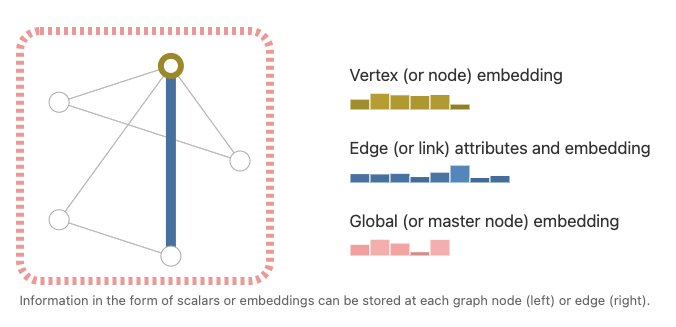 Vertex (or node) embedding
Edge (or link) attributes and embedding
Global (or master node) embedding
Information in the form of scalars or embeddings can be stored at each graph node (left) or edge (right).